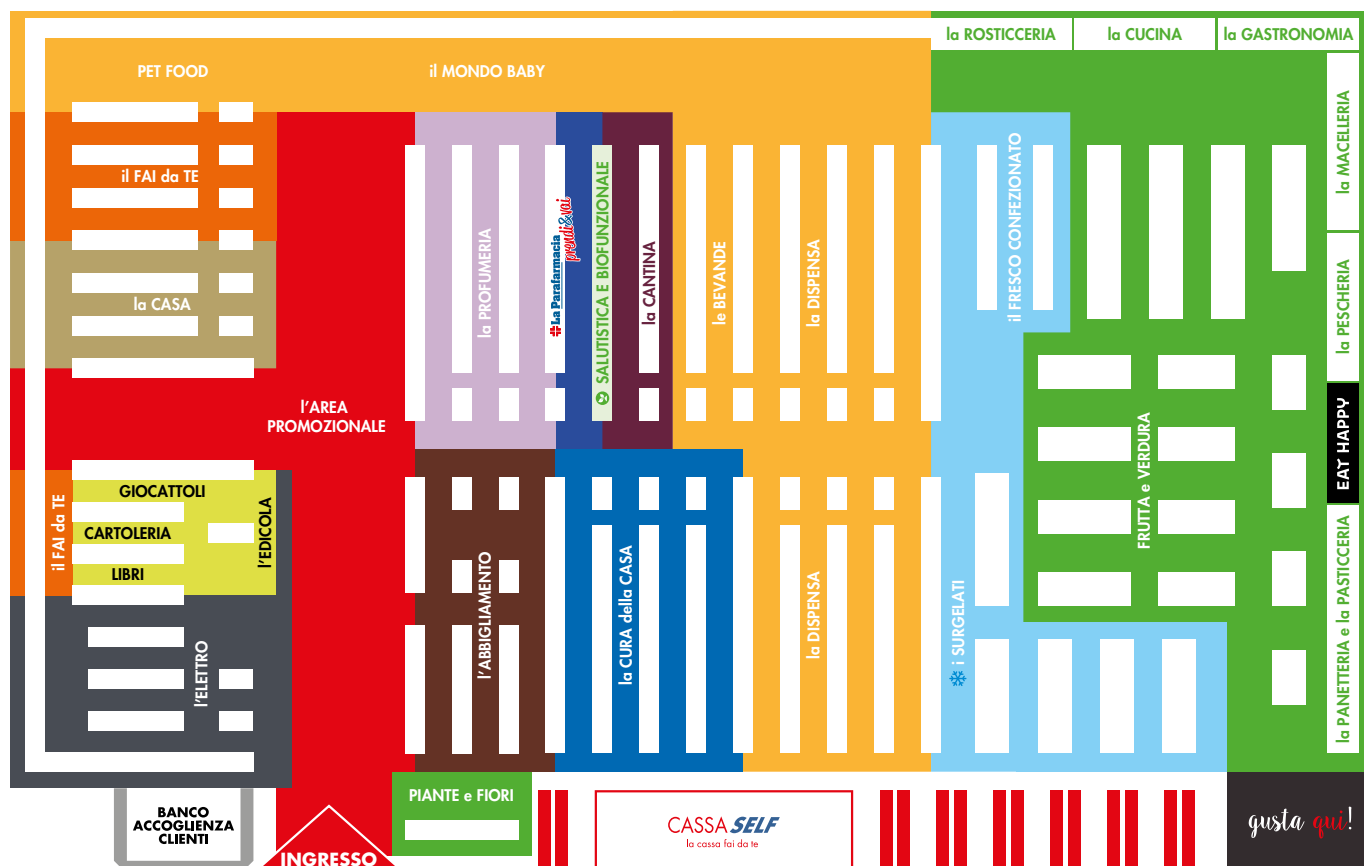 la ROSTICCERIA
la CUCINA
la GASTRONOMIA
PET FOOD
il MONDO BABY
la MACELLERIA
il FAI da TE
la PROFUMERIA
La Parafarmacia
prendi&vai
SALUTISTICA E BIOFUNZIONALE
la CANTINA
le BEVANDE
la DISPENSA
il FRESCO CONFEZIONATO
la PESCHERIA
la CASA
l'AREA
PROMOZIONALE
EAT HAPPY
FRUTTA e VERDURA
il FAI da TE
GIOCATTOLI
CARTOLERIA
LIBRI
l'EDICOLA
l'ABBIGLIAMENTO
la CURA della CASA
la DISPENSA
i SURGELATI
la PANETTERIA e la PASTICCERIA
l'ELETTRO
BANCO
ACCOGLIENZA
CLIENTI
PIANTE e FIORI
INGRESSO
CASSA SELF
la cassa fai da te
gusta qui!